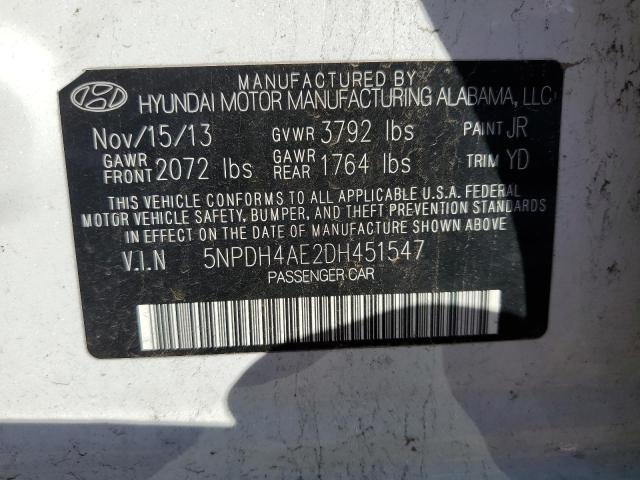 MANUFACTURED BY
HYUNDAI MOTOR MANUFACTURING ALABAMA, LLC
Nov/15/13 GVWR 3792 lbs PAINT JR
GAWR FRONT 2072 lbs GAWR REAR 1764 lbs TRIM YD
THIS VEHICLE CONFORMS TO ALL APPLICABLE U.S.A. FEDERAL
MOTOR VEHICLE SAFETY, BUMPER, AND THEFT PREVENTION STANDARDS
IN EFFECT ON THE DATE OF MANUFACTURE SHOWN ABOVE
V.I.N 5NPDH4AE2DH451547
PASSENGER CAR